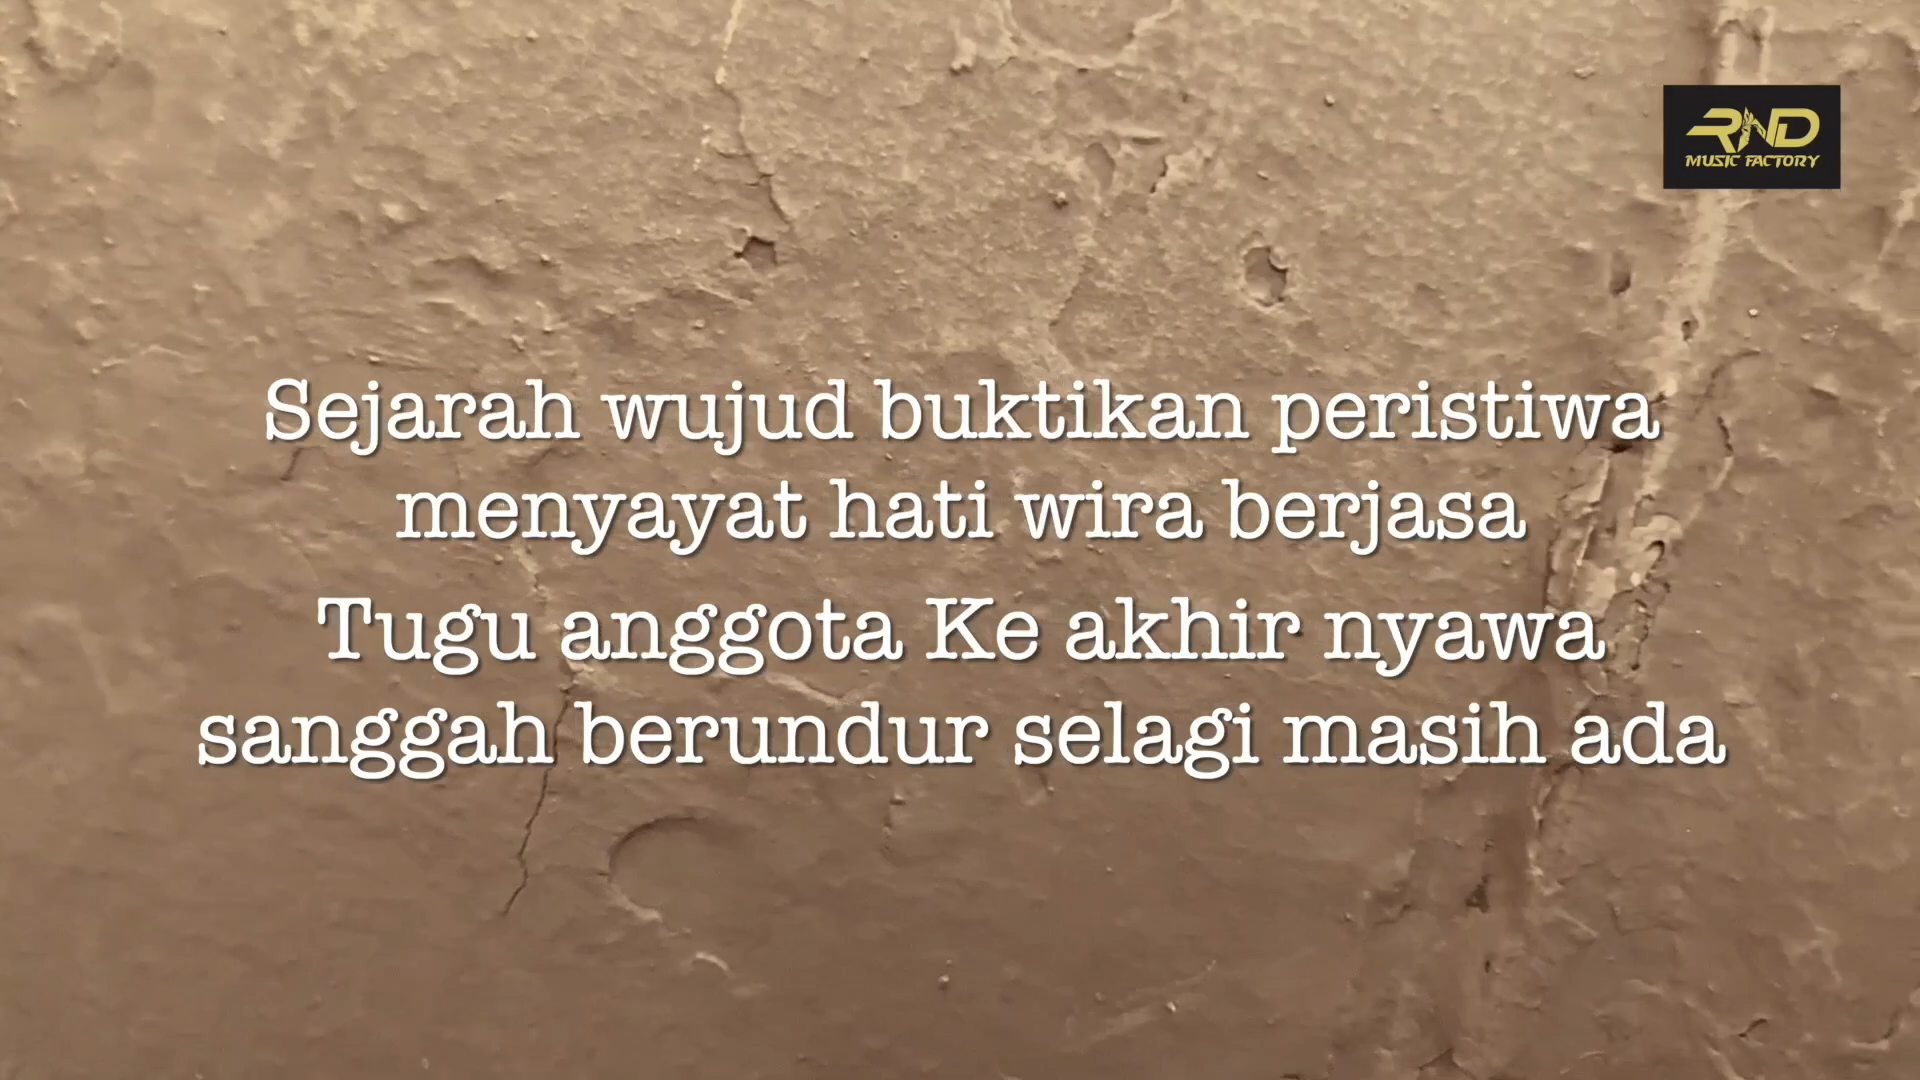 RND
MUSIC FACTORY
Sejarah wujud buktikan peristiwa
menyayat hati wira berjasa
Tugu anggota Ke akhir nyawa
sanggah berundur selagi masih ada